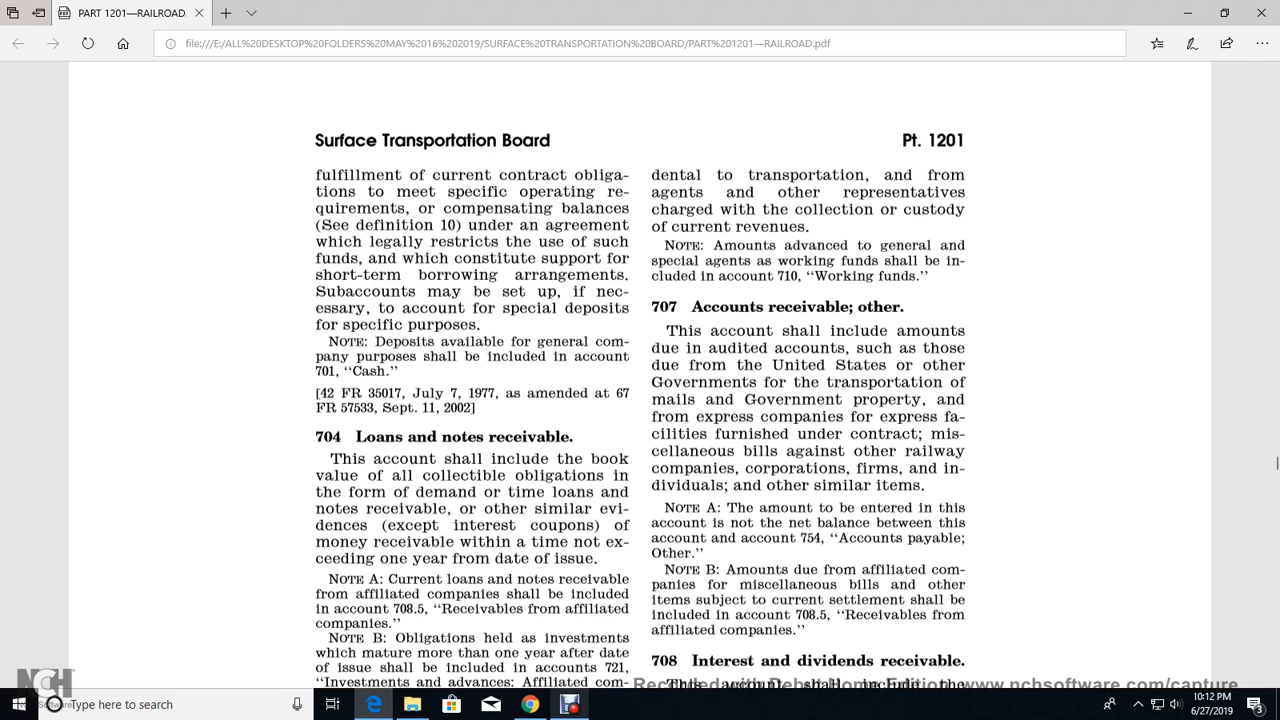 PART 1201—RAILROAD.
file:///E:/ALL%20DESKTOP%20FOLDERS%20MAY%2016%202019/SURFACE%20TRANSPORTATION%20BOARD/PART%201201—RAILROAD.pdf
Surface Transportation Board
Pt. 1201
fulfillment of current contract obliga-
tions to meet specific operating re-
quirements, or compensating balances
(See definition 10) under an agreement
which legally restricts the use of such
funds, and which constitute support for
short-term borrowing arrangements.
Subaccounts may be set up, if nec-
essary, to account for special deposits
for specific purposes.
NOTE: Deposits available for general com-
pany purposes shall be included in account
701, ‘‘Cash.’’
[42 FR 35017, July 7, 1977, as amended at 67
FR 57533, Sept. 11, 2002]
704 Loans and notes receivable.
This account shall include the book
value of all collectible obligations in
the form of demand or time loans and
notes receivable, or other similar evi-
dences (except interest coupons) of
money receivable within a time not ex-
ceeding one year from date of issue.
NOTE A: Current loans and notes receivable
from affiliated companies shall be included
in account 708.5, ‘‘Receivables from affiliated
companies.’’
NOTE B: Obligations held as investments
which mature more than one year after date
of issue shall be included in accounts 721,
‘‘Investments and advances: Affiliated com-
dental to transportation, and from
agents and other representatives
charged with the collection or custody
of current revenues.
NOTE: Amounts advanced to general and
special agents as working funds shall be in-
cluded in account 710, ‘‘Working funds.’’
707 Accounts receivable; other.
This account shall include amounts
due in audited accounts, such as those
due from the United States or other
Governments for the transportation of
mails and Government property, and
from express companies for express fa-
cilities furnished under contract; mis-
cellaneous bills against other railway
companies, corporations, firms, and in-
dividuals; and other similar items.
NOTE A: The amount to be entered in this
account is not the net balance between this
account and account 754, ‘‘Accounts payable;
Other.’’
NOTE B: Amounts due from affiliated com-
panies for miscellaneous bills and other
items subject to current settlement shall be
included in account 708.5, ‘‘Receivables from
affiliated companies.’’
708 Interest and dividends receivable.
This account shall include the
Recorded with Debut Home Edition www.nchsoftware.com/capture
NCH
Software
Type here to search
10:12 PM
6/27/2019
3